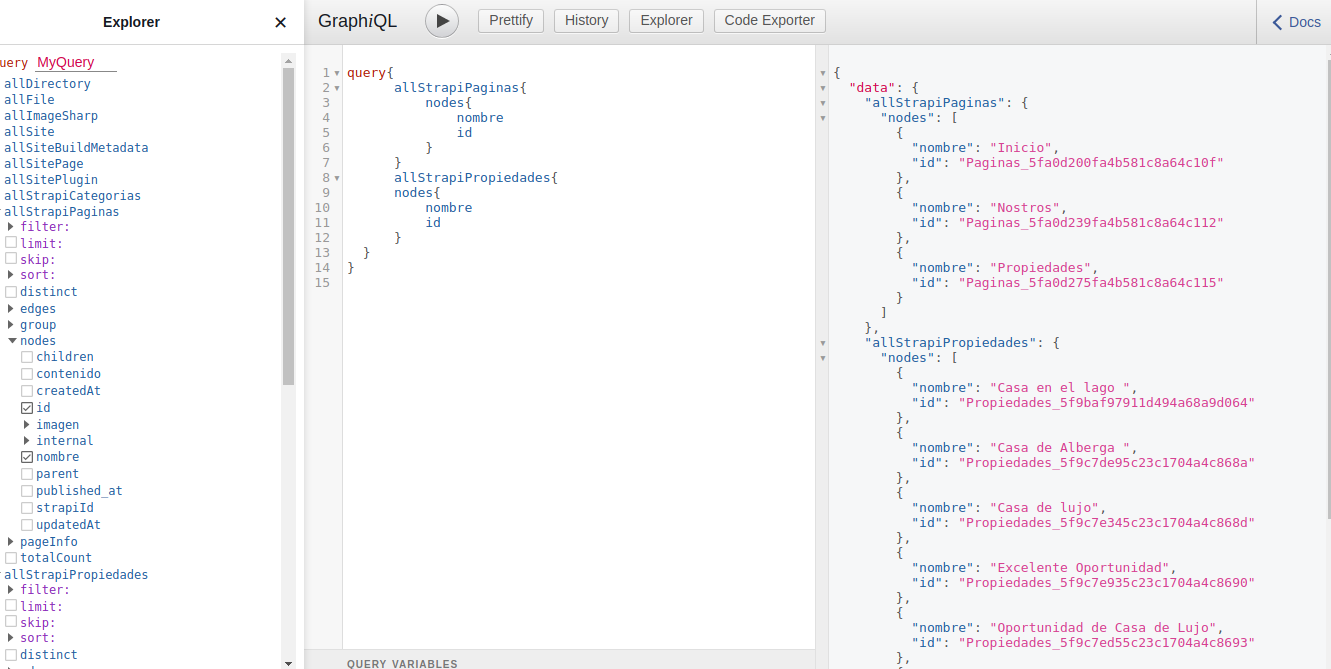 Explorer ✕
uery MyQuery
allDirectory
allFile
allImageSharp
allSite
allSiteBuildMetadata
allSitePage
allSitePlugin
allStrapiCategorias
allStrapiPaginas
filter:
limit:
skip:
sort:
distinct
edges
group
nodes
children
contenido
createdAt
id
imagen
internal
nombre
parent
published_at
strapiId
updatedAt
pageInfo
totalCount
allStrapiPropiedades
filter:
limit:
skip:
sort:
distinct
GraphiQL Prettify History Explorer Code Exporter Docs
1 query{
2 allStrapiPaginas{
3 nodes{
4 nombre
5 id
6 }
7 }
8 allStrapiPropiedades{
9 nodes{
10 nombre
11 id
12 }
13 }
14 }
15
QUERY VARIABLES
{
"data": {
"allStrapiPaginas": {
"nodes": [
{
"nombre": "Inicio",
"id": "Paginas_5fa0d200fa4b581c8a64c10f"
},
{
"nombre": "Nostros",
"id": "Paginas_5fa0d239fa4b581c8a64c112"
},
{
"nombre": "Propiedades",
"id": "Paginas_5fa0d275fa4b581c8a64c115"
}
]
},
"allStrapiPropiedades": {
"nodes": [
{
"nombre": "Casa en el lago ",
"id": "Propiedades_5f9baf97911d494a68a9d064"
},
{
"nombre": "Casa de Alberga ",
"id": "Propiedades_5f9c7de95c23c1704a4c868a"
},
{
"nombre": "Casa de lujo",
"id": "Propiedades_5f9c7e345c23c1704a4c868d"
},
{
"nombre": "Excelente Oportunidad",
"id": "Propiedades_5f9c7e935c23c1704a4c8690"
},
{
"nombre": "Oportunidad de Casa de Lujo",
"id": "Propiedades_5f9c7ed55c23c1704a4c8693"
},